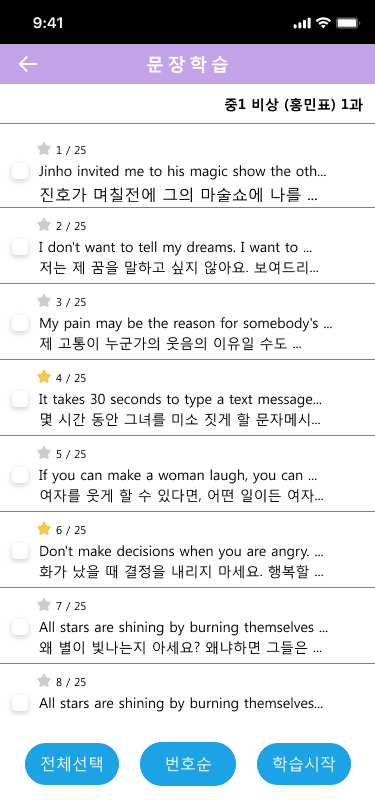 9:41
문장학습
중1 비상 (홍민표) 1과
1 / 25
Jinho invited me to his magic show the oth...
진호가 며칠전에 그의 마술쇼에 나를 ...
2 / 25
I don't want to tell my dreams. I want to ...
저는 제 꿈을 말하고 싶지 않아요. 보여드리...
3 / 25
My pain may be the reason for somebody's ...
제 고통이 누군가의 웃음의 이유일 수도 ...
4 / 25
It takes 30 seconds to type a text message...
몇 시간 동안 그녀를 미소 짓게 할 문자메시...
5 / 25
If you can make a woman laugh, you can ...
여자를 웃게 할 수 있다면, 어떤 일이든 여자...
6 / 25
Don't make decisions when you are angry. ...
화가 났을 때 결정을 내리지 마세요. 행복할 ...
7 / 25
All stars are shining by burning themselves ...
왜 별이 빛나는지 아세요? 왜냐하면 그들은 ...
8 / 25
All stars are shining by burning themselves...
전체선택 번호순 학습시작